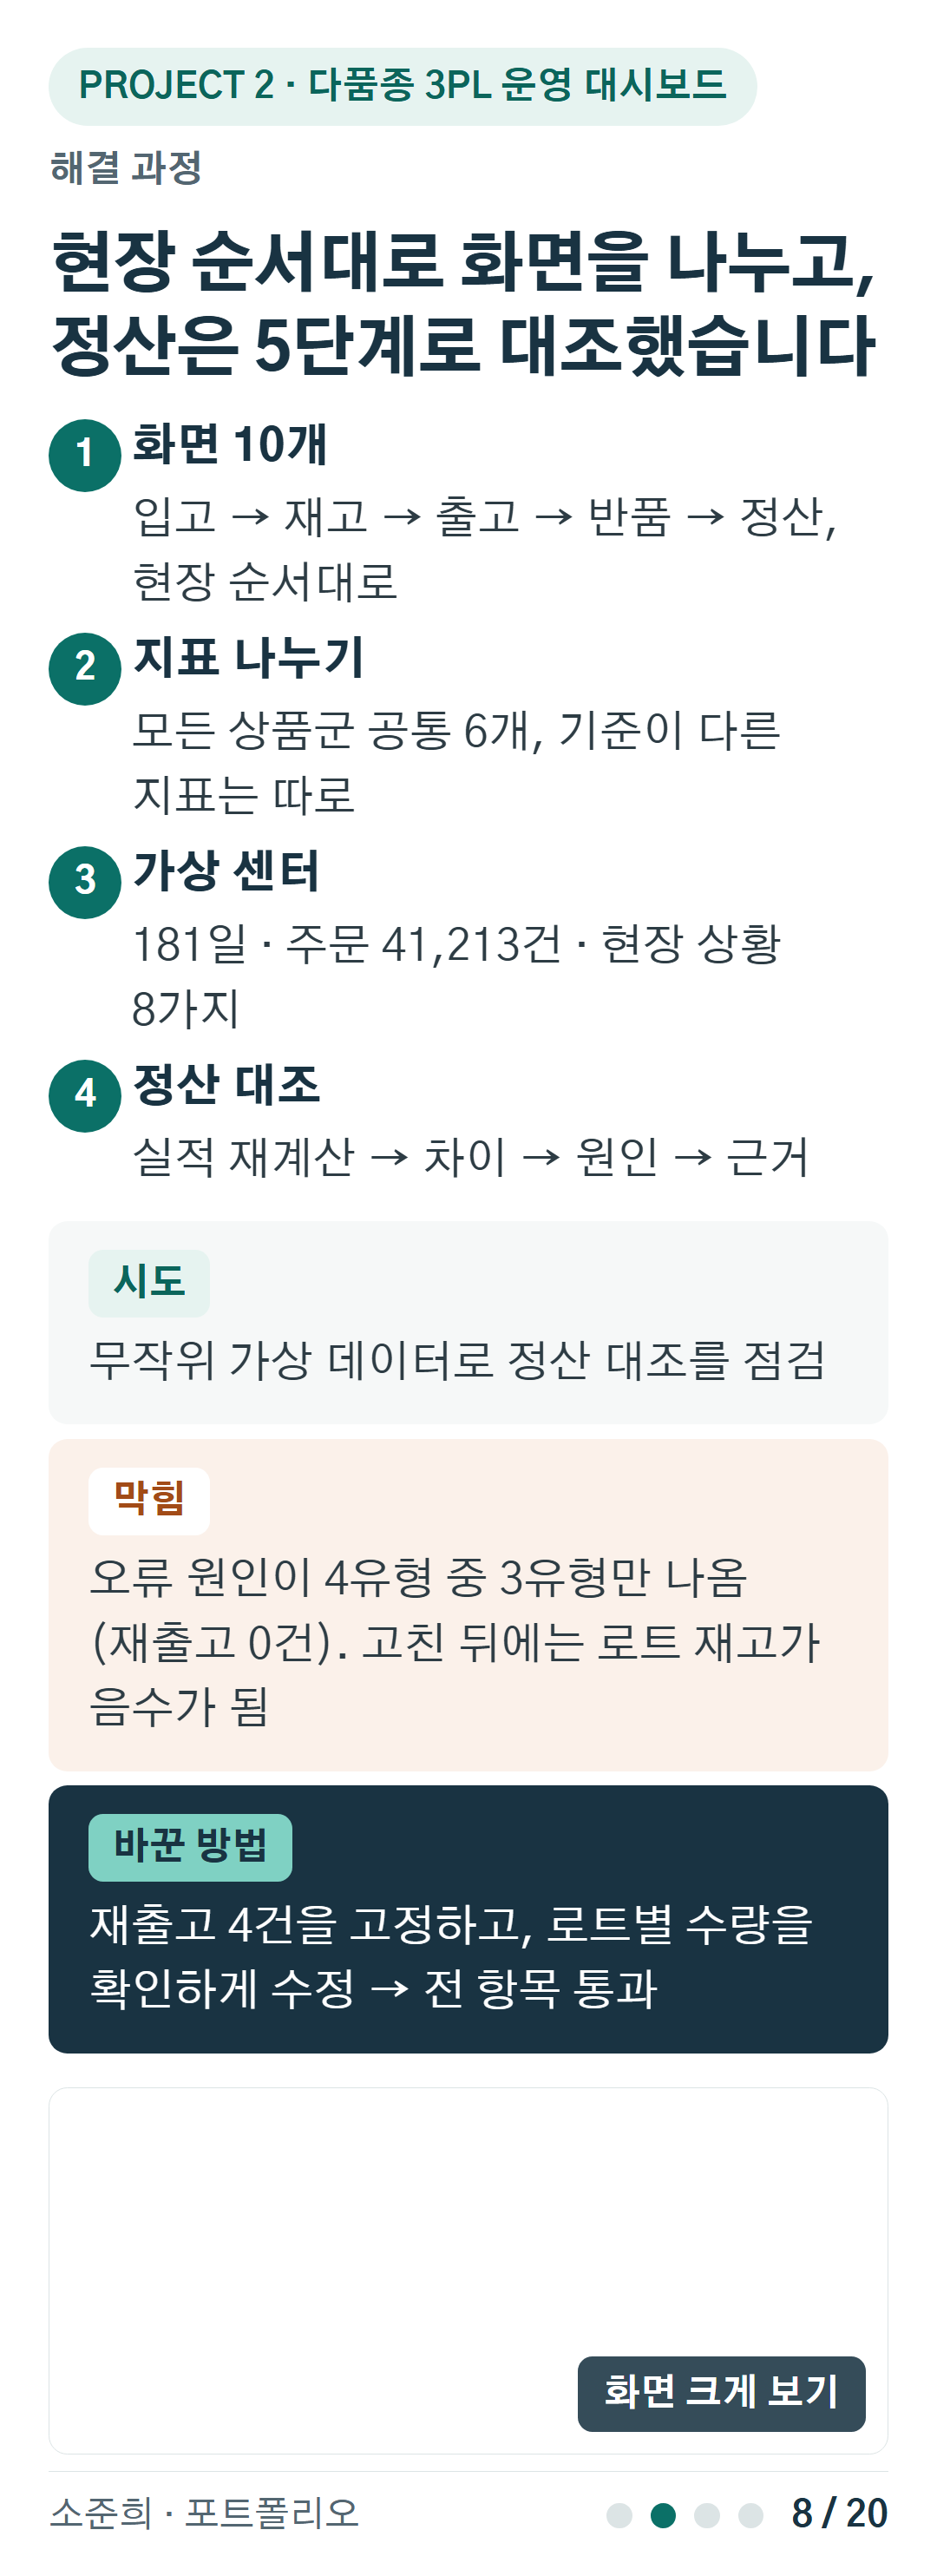 PROJECT 2 · 다품종 3PL 운영 대시보드
해결 과정
현장 순서대로 화면을 나누고,
정산은 5단계로 대조했습니다
1 화면 10개
입고 → 재고 → 출고 → 반품 → 정산,
현장 순서대로
2 지표 나누기
모든 상품군 공통 6개, 기준이 다른
지표는 따로
3 가상 센터
181일 · 주문 41,213건 · 현장 상황
8가지
4 정산 대조
실적 재계산 → 차이 → 원인 → 근거
시도
무작위 가상 데이터로 정산 대조를 점검
막힘
오류 원인이 4유형 중 3유형만 나옴
(재출고 0건). 고친 뒤에는 로트 재고가
음수가 됨
바꾼 방법
재출고 4건을 고정하고, 로트별 수량을
확인하게 수정 → 전 항목 통과
화면 크게 보기
소준희 · 포트폴리오
8 / 20